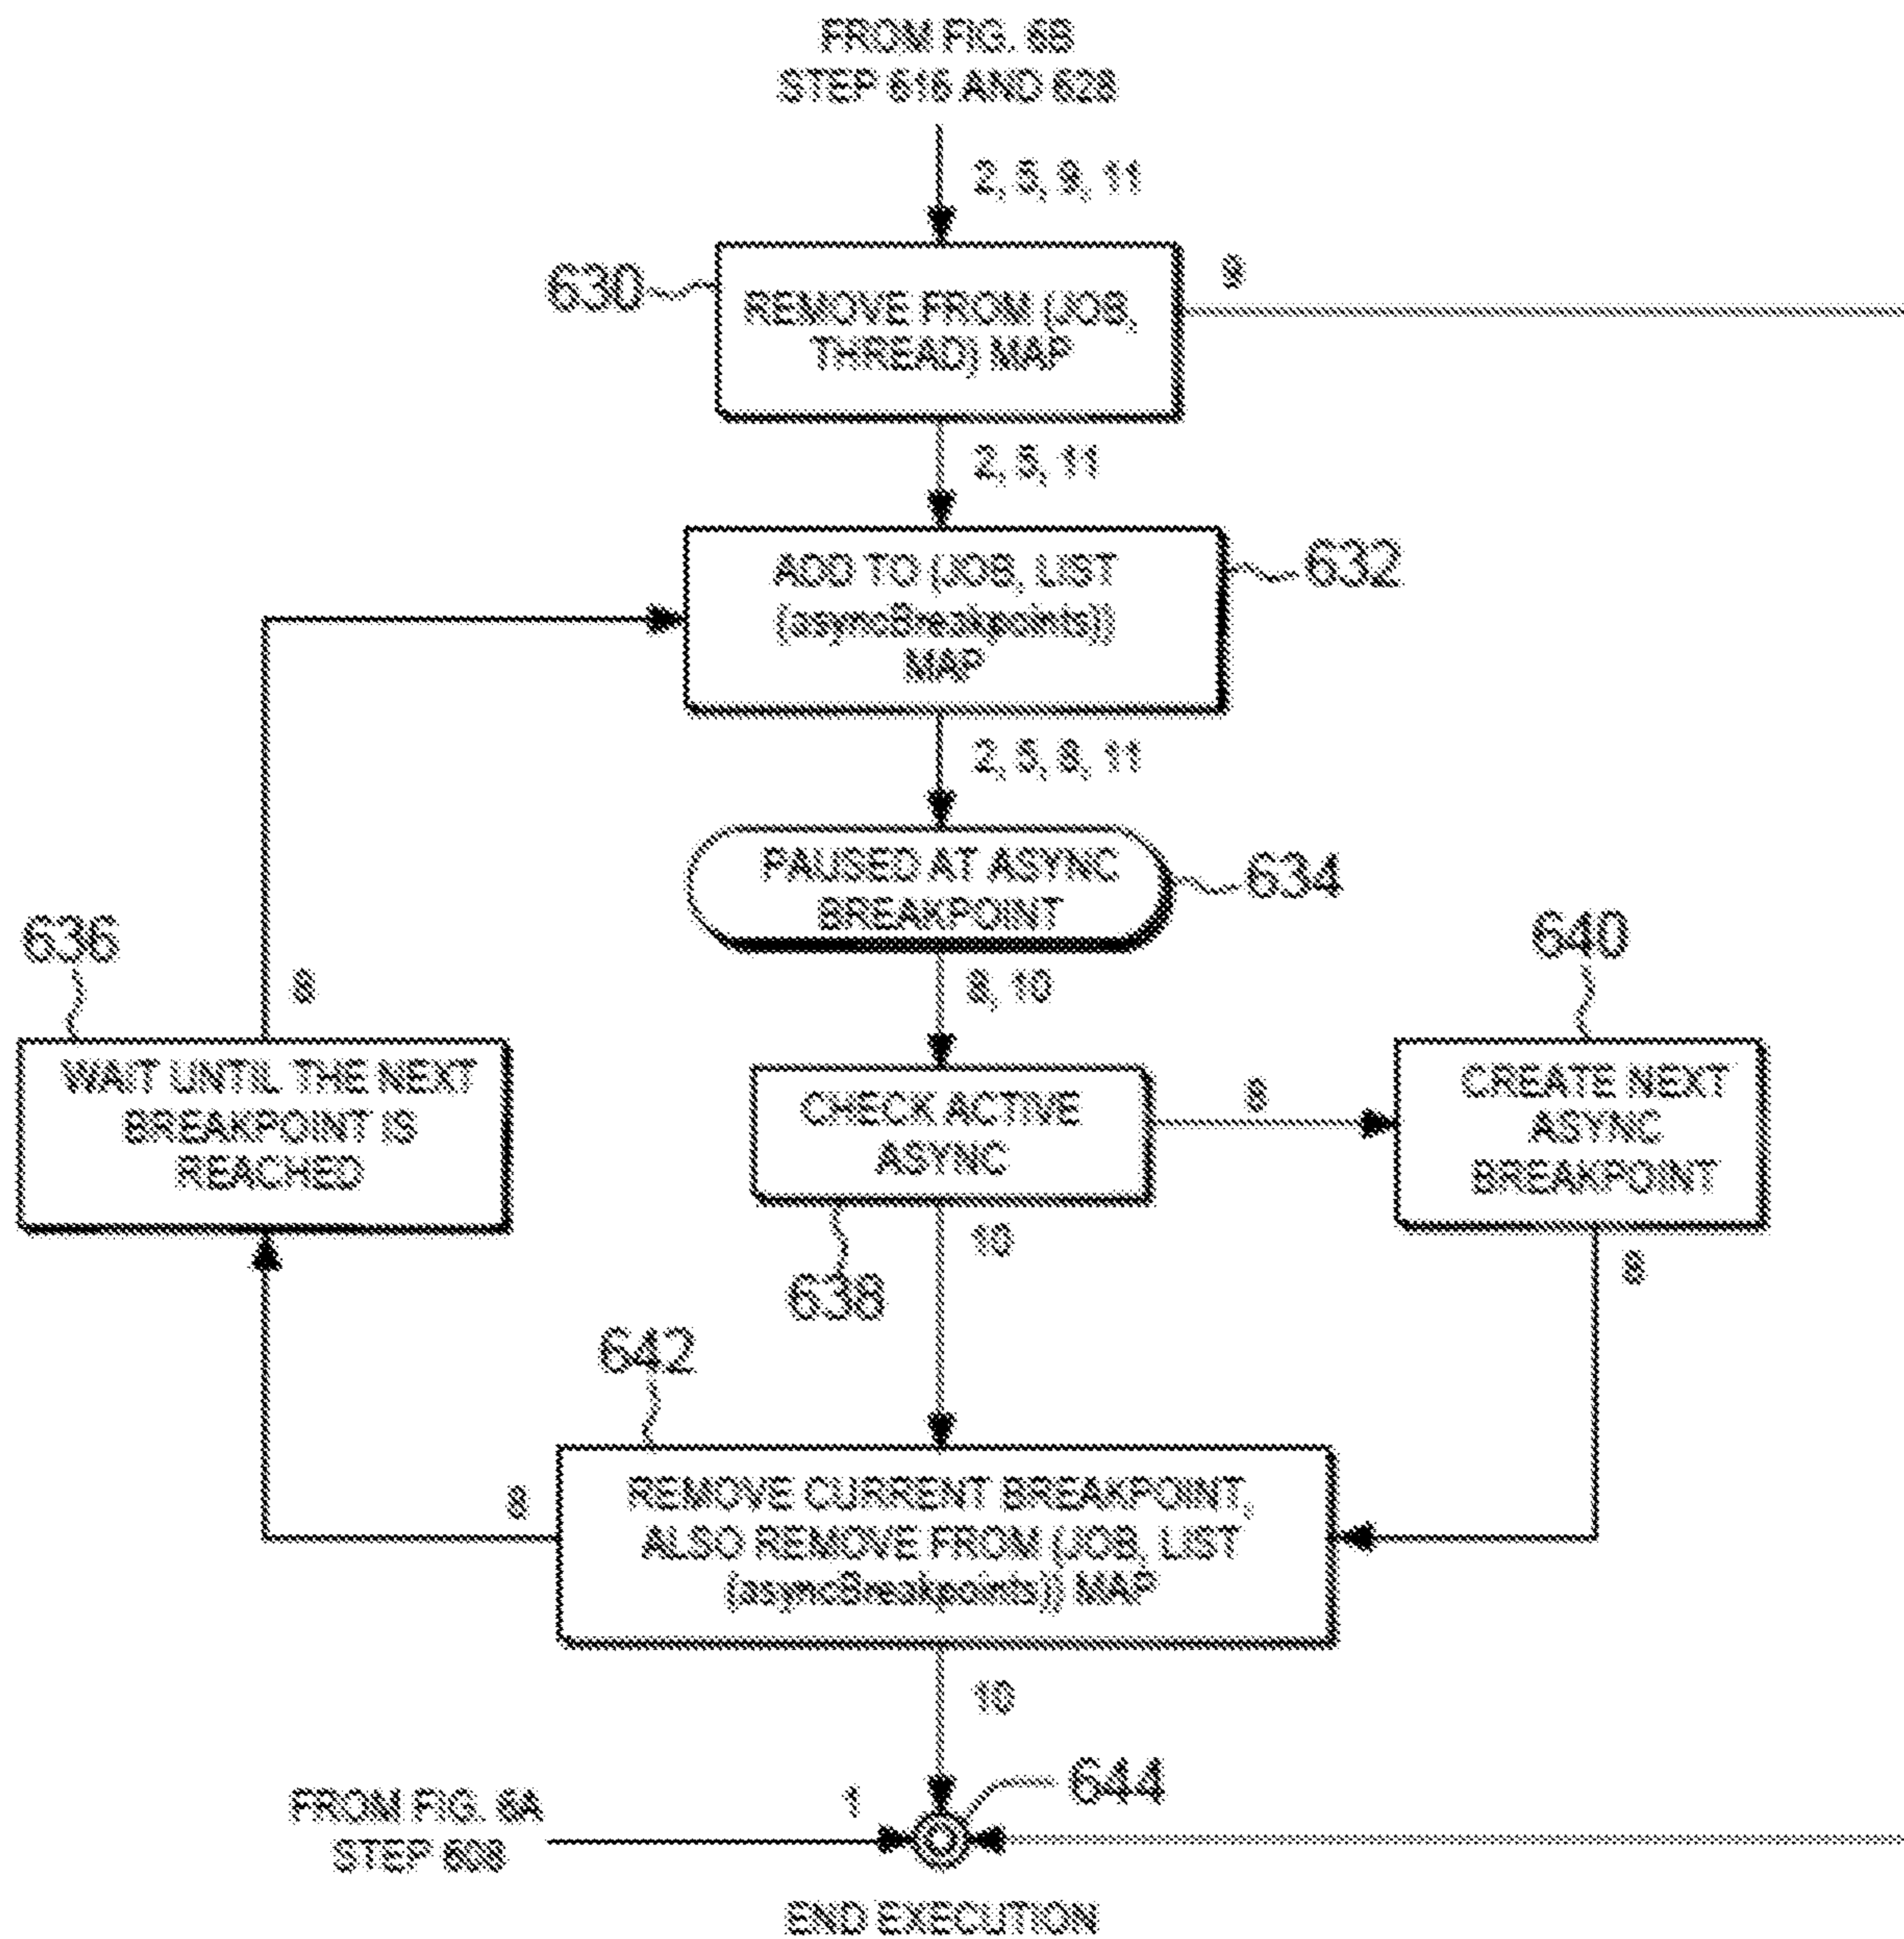 FROM FIG. 6B
STEP 616 AND 628
2, 5, 9, 11
630
9
REMOVE FROM (JOB,
THREAD) MAP
2, 5, 11
ADD TO (JOB, LIST
(asyncBreakpoints))
MAP
632
2, 5, 8, 11
PAUSED AT ASYNC
BREAKPOINT
634
636
640
8
8, 10
WAIT UNTIL THE NEXT
BREAKPOINT IS
REACHED
CHECK ACTIVE
ASYNC
8
CREATE NEXT
ASYNC
BREAKPOINT
10
8
638
642
8
REMOVE CURRENT BREAKPOINT,
ALSO REMOVE FROM (JOB, LIST
(asyncBreakpoints)) MAP
10
FROM FIG. 6A
STEP 608
1
644
END EXECUTION